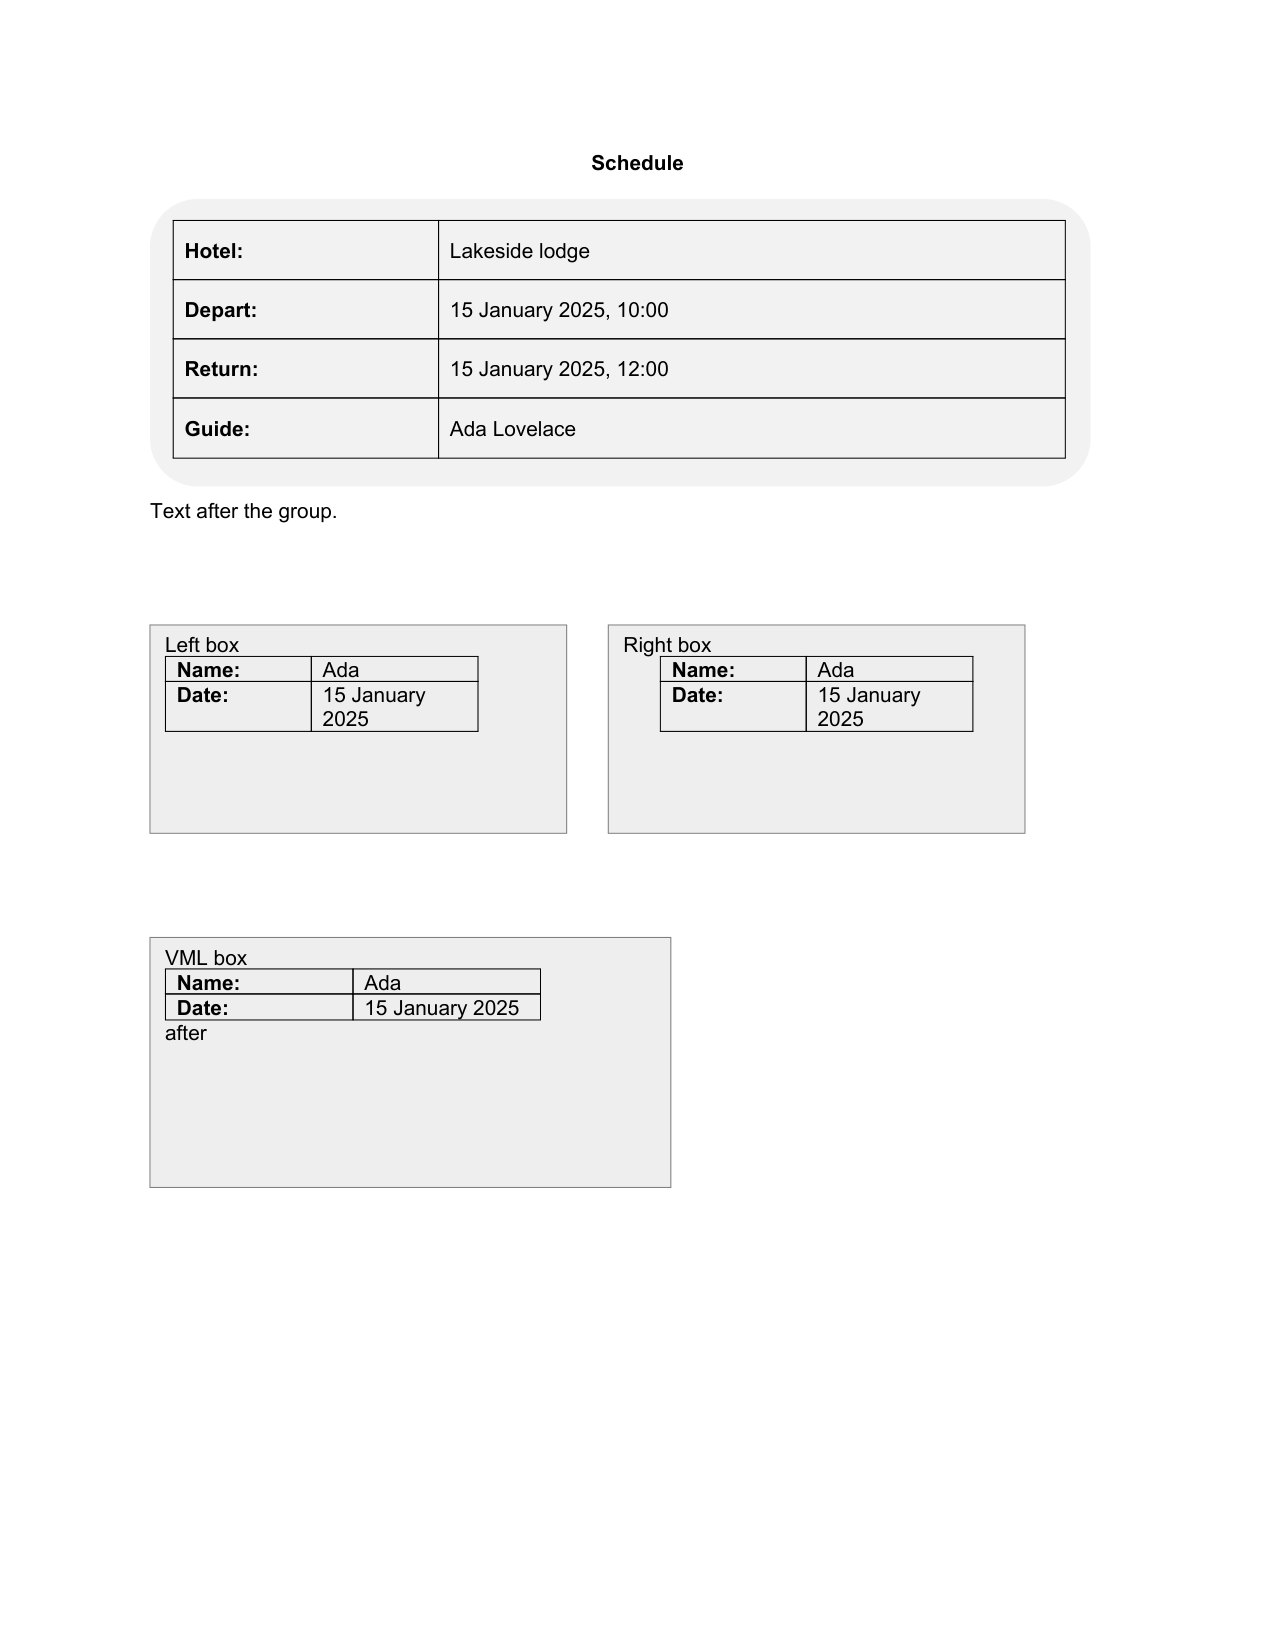 Schedule
Hotel: Lakeside lodge
Depart: 15 January 2025, 10:00
Return: 15 January 2025, 12:00
Guide: Ada Lovelace
Text after the group.
Left box
Name: Ada
Date: 15 January
2025
Right box
Name: Ada
Date: 15 January
2025
VML box
Name: Ada
Date: 15 January 2025
after